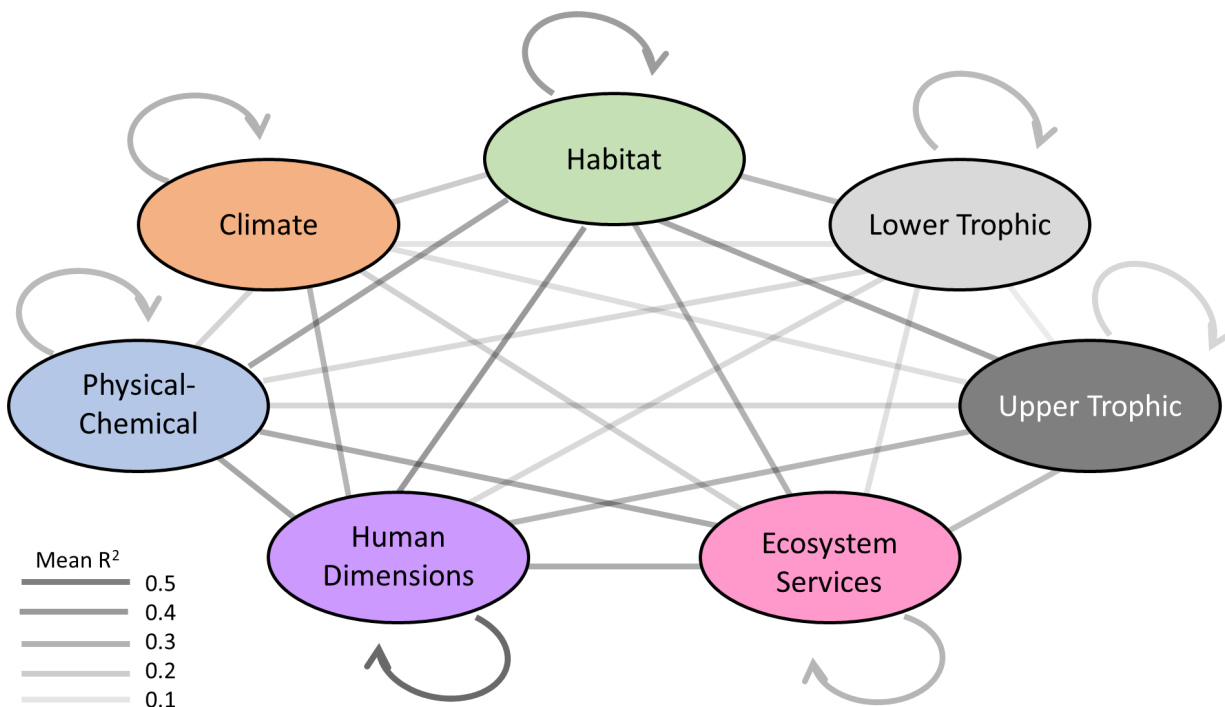 Habitat
Climate
Lower Trophic
Physical-
Chemical
Upper Trophic
Human
Dimensions
Ecosystem
Services
Mean R²
0.5
0.4
0.3
0.2
0.1